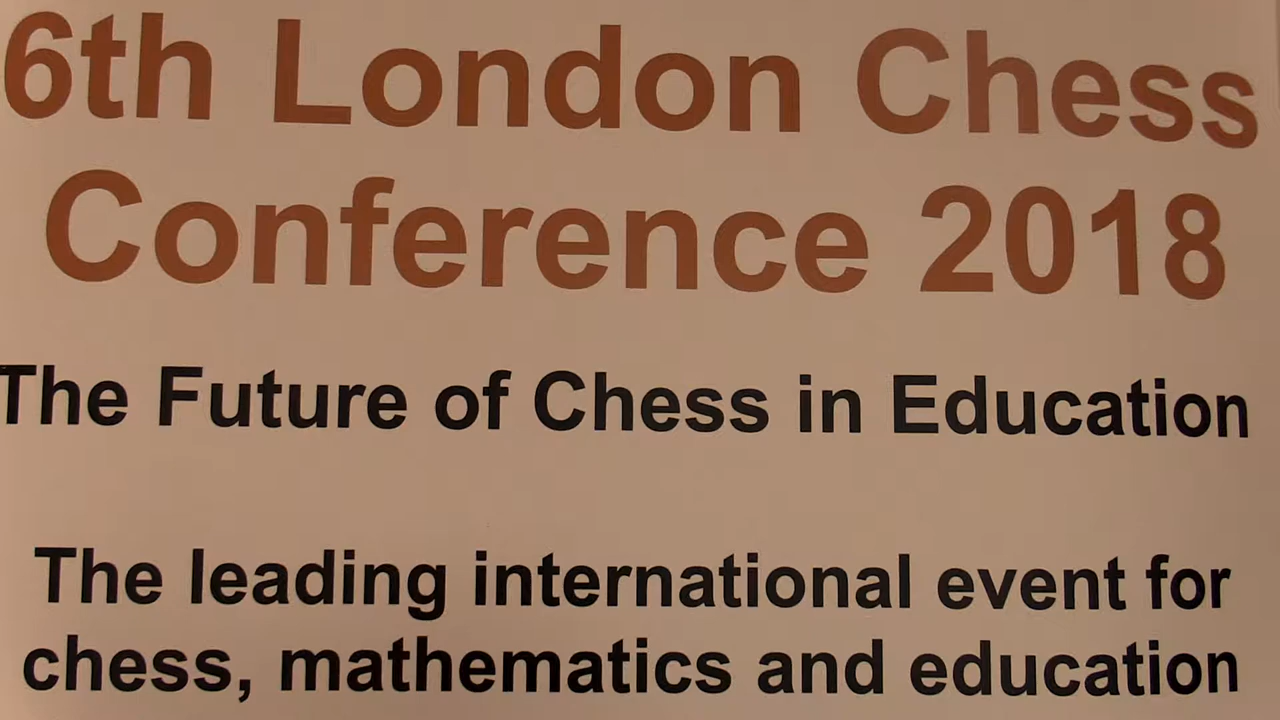 6th London Chess
Conference 2018
The Future of Chess in Education
The leading international event for
chess, mathematics and education